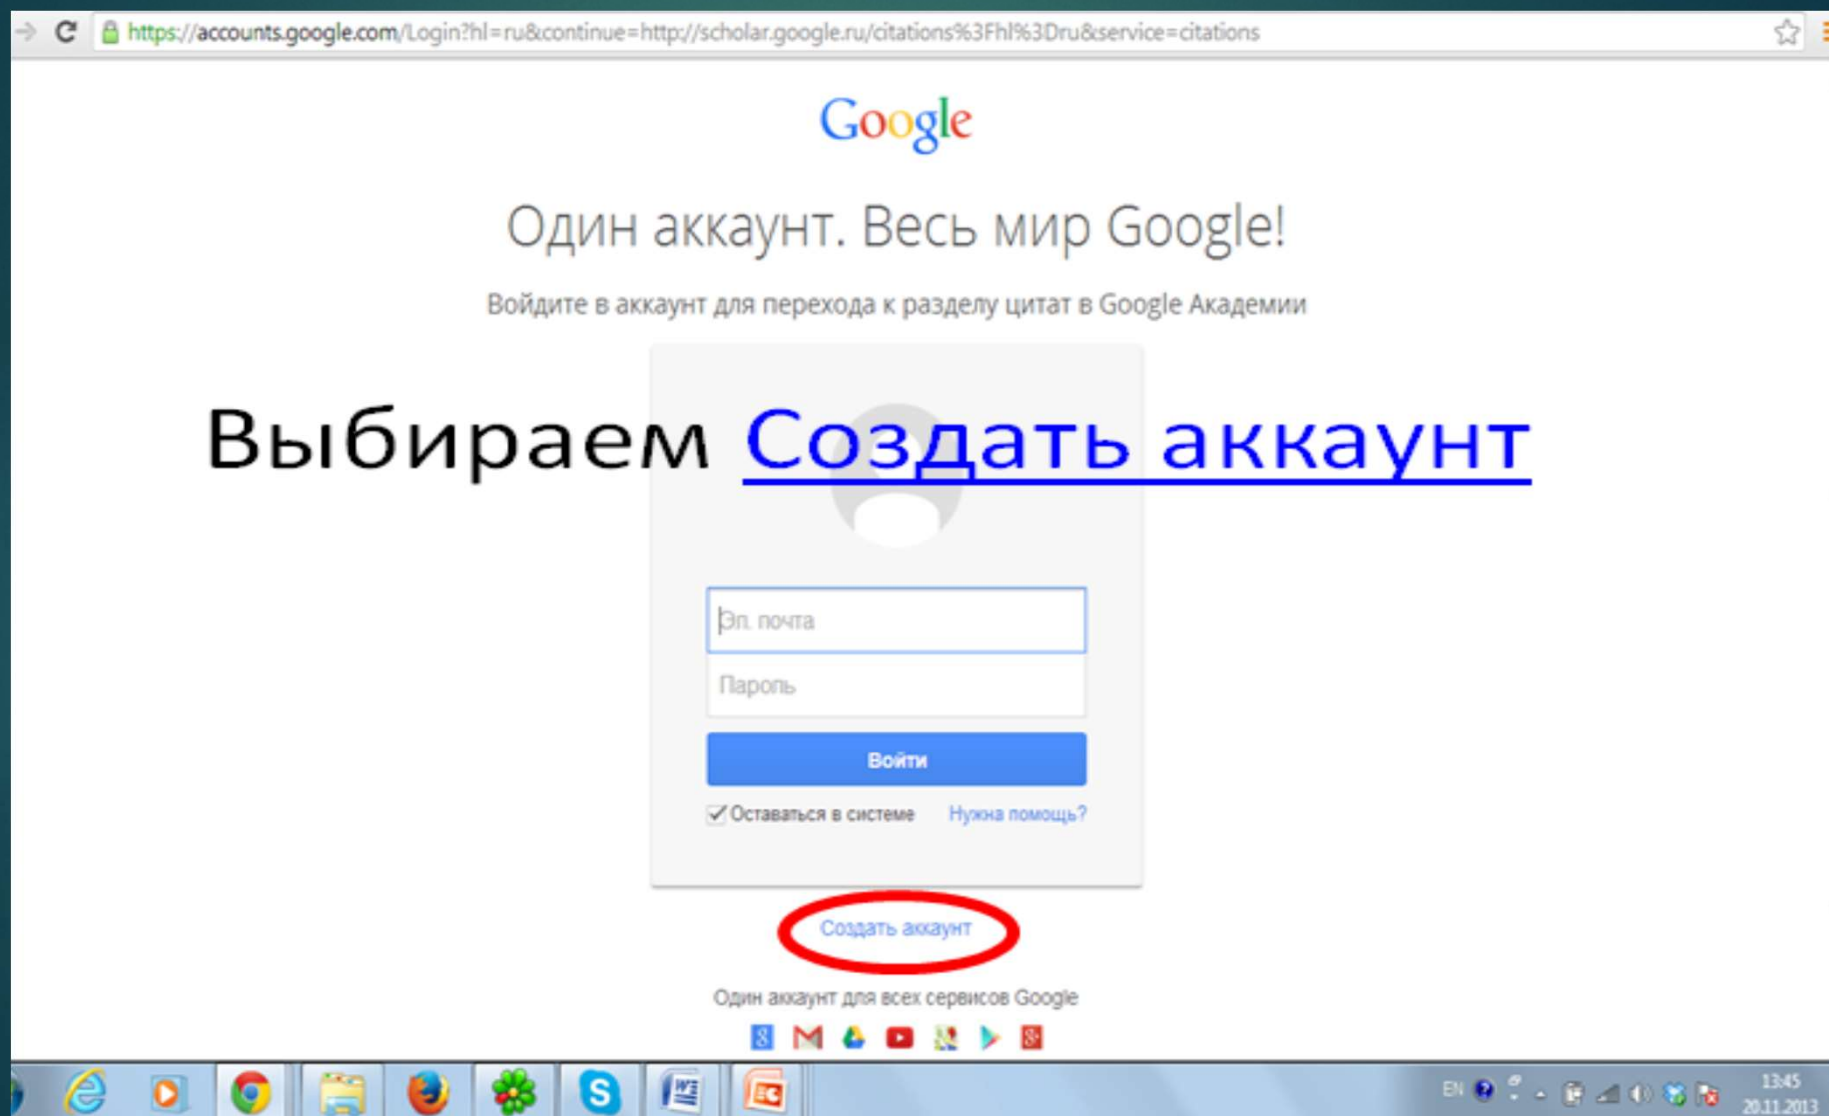 https://accounts.google.com/Login?hl=ru&continue=http://scholar.google.ru/citations%3Fhl%3Dru&service=citations
Google
Один аккаунт. Весь мир Google!
Войдите в аккаунт для перехода к разделу цитат в Google Академии
Выбираем Создать аккаунт
Эл. почта
Пароль
Войти
Оставаться в системе Нужна помощь?
Создать аккаунт
Один аккаунт для всех сервисов Google
EN
13:45
20.11.2013